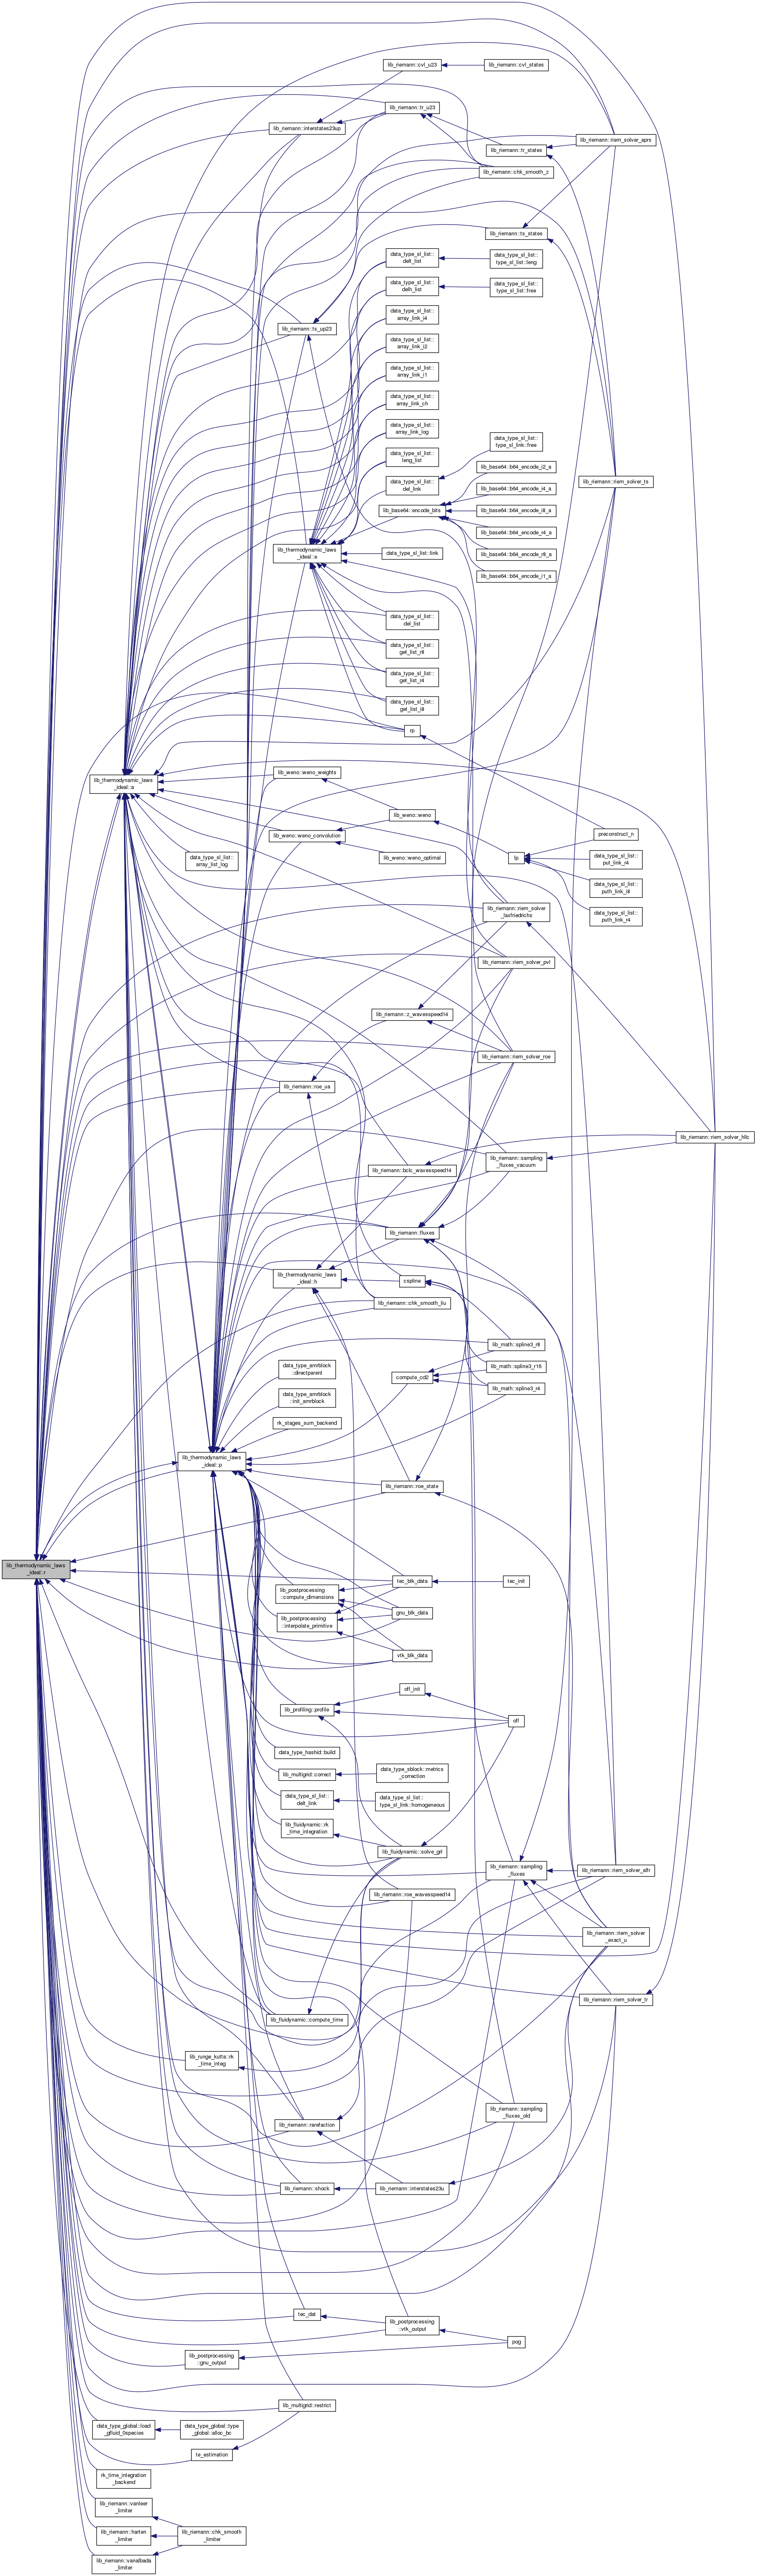 lib_riemann::cvl_u23
lib_riemann::cvl_states
lib_riemann::tr_u23
lib_riemann::interstates23up
lib_riemann::riem_solver_aprs
lib_riemann::tr_states
lib_riemann::chk_smooth_z
lib_riemann::ts_states
data_type_sl_list::
delt_list
data_type_sl_list::
type_sl_list::leng
data_type_sl_list::
delh_list
data_type_sl_list::
type_sl_list::free
data_type_sl_list::
array_link_i4
lib_riemann::ts_up23
data_type_sl_list::
array_link_i2
data_type_sl_list::
array_link_i1
data_type_sl_list::
array_link_ch
data_type_sl_list::
array_link_log
data_type_sl_list::
type_sl_link::free
data_type_sl_list::
leng_list
lib_base64::b64_encode_i2_a
data_type_sl_list::
del_link
lib_riemann::riem_solver_ts
lib_base64::b64_encode_i4_a
lib_base64::encode_bits
lib_base64::b64_encode_i8_a
lib_base64::b64_encode_r4_a
lib_thermodynamic_laws
_ideal::e
data_type_sl_list::link
lib_base64::b64_encode_r8_a
lib_base64::b64_encode_i1_a
data_type_sl_list::
del_list
data_type_sl_list::
get_list_r8
data_type_sl_list::
get_list_r4
data_type_sl_list::
get_list_i8
rp
lib_weno::weno_weights
lib_thermodynamic_laws
_ideal::a
lib_weno::weno
preconstruct_n
lib_weno::weno_convolution
data_type_sl_list::
array_list_log
lib_weno::weno_optimal
lp
data_type_sl_list::
put_link_r4
data_type_sl_list::
puth_link_i8
lib_riemann::riem_solver
_laxfriedrichs
data_type_sl_list::
puth_link_r4
lib_riemann::riem_solver_pvl
lib_riemann::z_wavesspeed14
lib_riemann::riem_solver_roe
lib_riemann::roe_ua
lib_riemann::riem_solver_hllc
lib_riemann::sampling
_fluxes_vacuum
lib_riemann::bclc_wavesspeed14
lib_riemann::fluxes
lib_thermodynamic_laws
_ideal::h
cspline
lib_riemann::chk_smooth_liu
lib_math::spline3_r8
lib_math::spline3_r16
data_type_amrblock
::directparent
compute_cd2
lib_math::spline3_r4
data_type_amrblock
::init_amrblock
rk_stages_sum_backend
lib_thermodynamic_laws
_ideal::p
lib_riemann::roe_state
lib_thermodynamic_laws
_ideal::r
tec_blk_data
tec_init
lib_postprocessing
::compute_dimensions
gnu_blk_data
lib_postprocessing
::interpolate_primitive
vtk_blk_data
off_init
lib_profiling::profile
off
data_type_hashid::build
lib_multigrid::correct
data_type_sblock::metrics
_correction
data_type_sl_list::
delt_link
data_type_sl_list::
type_sl_link::homogeneous
lib_fluidynamic::rk
_time_integration
lib_fluidynamic::solve_grl
lib_riemann::sampling
_fluxes
lib_riemann::riem_solver_allr
lib_riemann::roe_wavesspeed14
lib_riemann::riem_solver
_exact_u
lib_riemann::riem_solver_tr
lib_fluidynamic::compute_time
lib_runge_kutta::rk
_time_integ
lib_riemann::sampling
_fluxes_old
lib_riemann::rarefaction
lib_riemann::shock
lib_riemann::interstates23u
tec_dat
lib_postprocessing
::vtk_output
pog
lib_postprocessing
::gnu_output
lib_multigrid::restrict
data_type_global::load
_gfluid_0species
data_type_global::type
_global::alloc_bc
te_estimation
rk_time_integration
_backend
lib_riemann::vanleer
_limiter
lib_riemann::harten
_limiter
lib_riemann::chk_smooth
_limiter
lib_riemann::vanalbada
_limiter